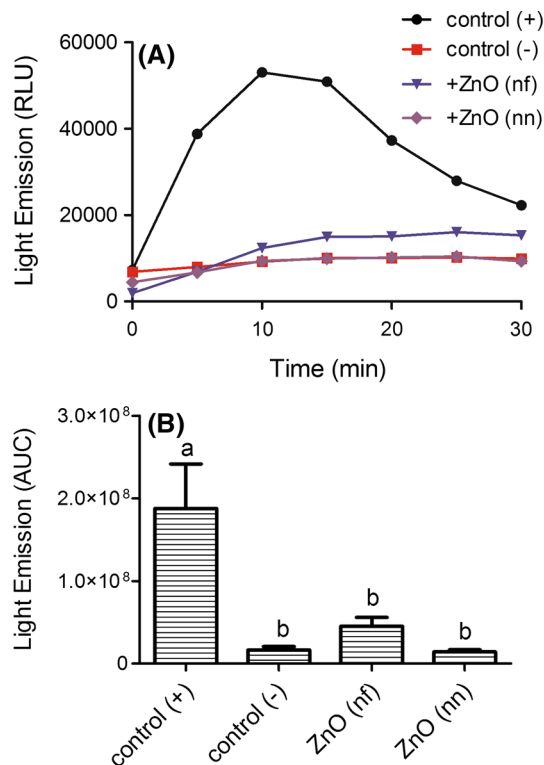 control (+)
control (-)
+ZnO (nf)
+ZnO (nn)
(A)
Light Emission (RLU)
60000
40000
20000
0
0 10 20 30
Time (min)
(B)
Light Emission (AUC)
3.0×10⁸
2.0×10⁸
1.0×10⁸
0
a
b
b
b
control (+)
control (-)
ZnO (nf)
ZnO (nn)